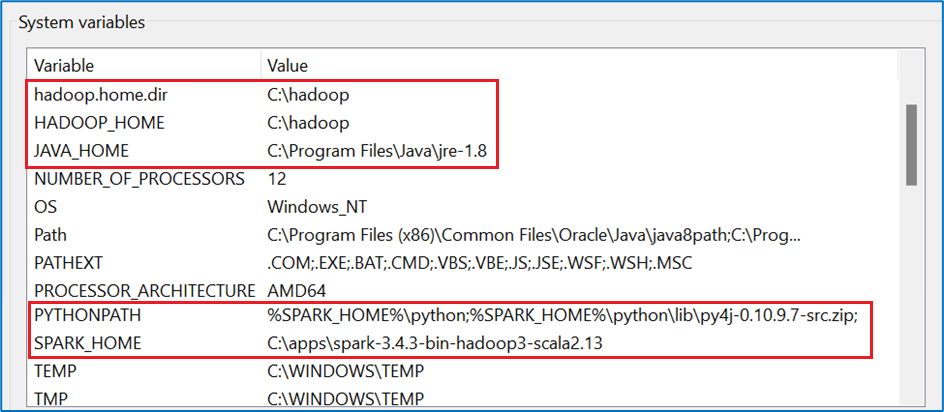 System variables
Variable Value
hadoop.home.dir C:\hadoop
HADOOP_HOME C:\hadoop
JAVA_HOME C:\Program Files\Java\jre-1.8
NUMBER_OF_PROCESSORS 12
OS Windows_NT
Path C:\Program Files (x86)\Common Files\Oracle\Java\java8path;C:\Prog...
PATHEXT .COM;.EXE;.BAT;.CMD;.VBS;.VBE;.JS;.JSE;.WSF;.WSH;.MSC
PROCESSOR_ARCHITECTURE AMD64
PYTHONPATH %SPARK_HOME%\python;%SPARK_HOME%\python\lib\py4j-0.10.9.7-src.zip;
SPARK_HOME C:\apps\spark-3.4.3-bin-hadoop3-scala2.13
TEMP C:\WINDOWS\TEMP
TMP C:\WINDOWS\TEMP